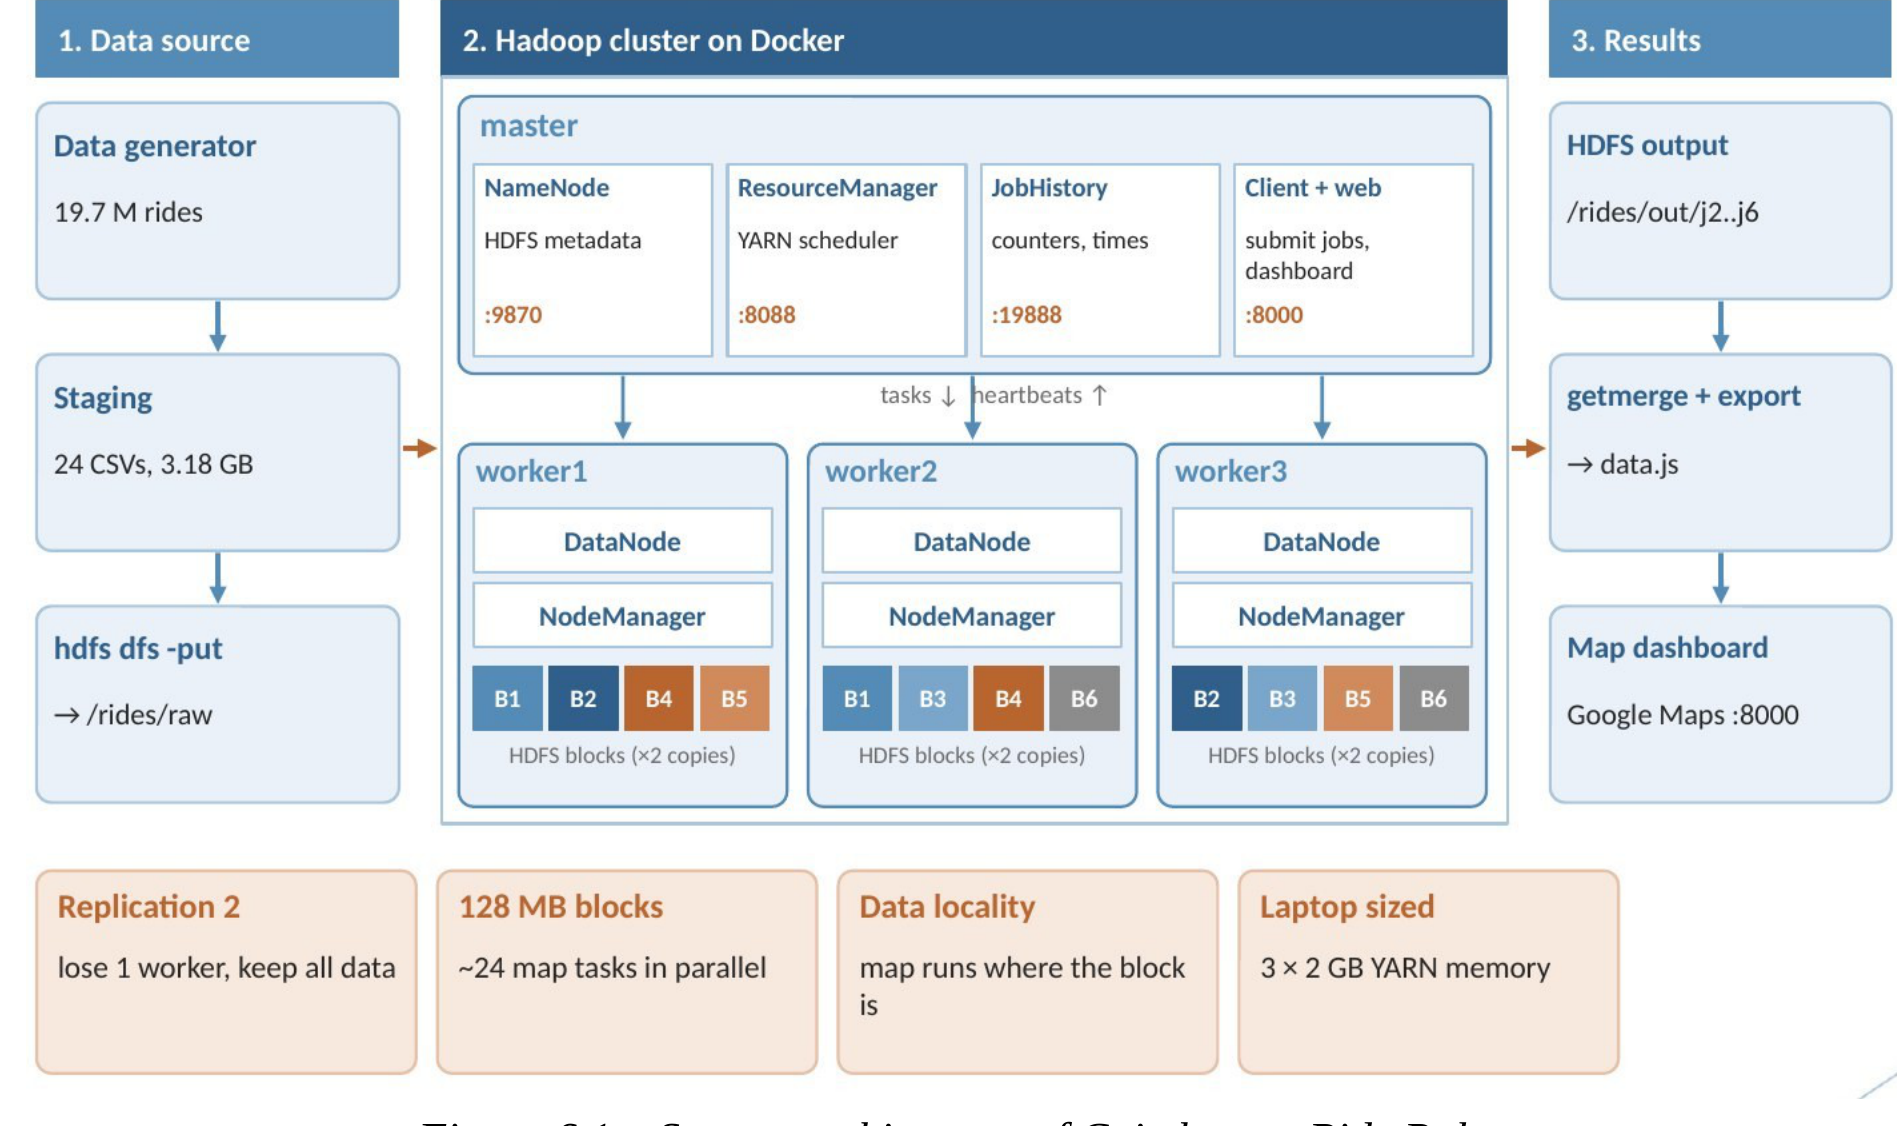 1. Data source
Data generator
19.7 M rides
Staging
24 CSVs, 3.18 GB
hdfs dfs -put
→ /rides/raw
2. Hadoop cluster on Docker
master
NameNode
HDFS metadata
:9870
ResourceManager
YARN scheduler
:8088
JobHistory
counters, times
:19888
Client + web
submit jobs,
dashboard
:8000
tasks ↓ heartbeats ↑
worker1
DataNode
NodeManager
B1 B2 B4 B5
HDFS blocks (×2 copies)
worker2
DataNode
NodeManager
B1 B3 B4 B6
HDFS blocks (×2 copies)
worker3
DataNode
NodeManager
B2 B3 B5 B6
HDFS blocks (×2 copies)
3. Results
HDFS output
/rides/out/j2..j6
getmerge + export
→ data.js
Map dashboard
Google Maps :8000
Replication 2
lose 1 worker, keep all data
128 MB blocks
~24 map tasks in parallel
Data locality
map runs where the block
is
Laptop sized
3 × 2 GB YARN memory